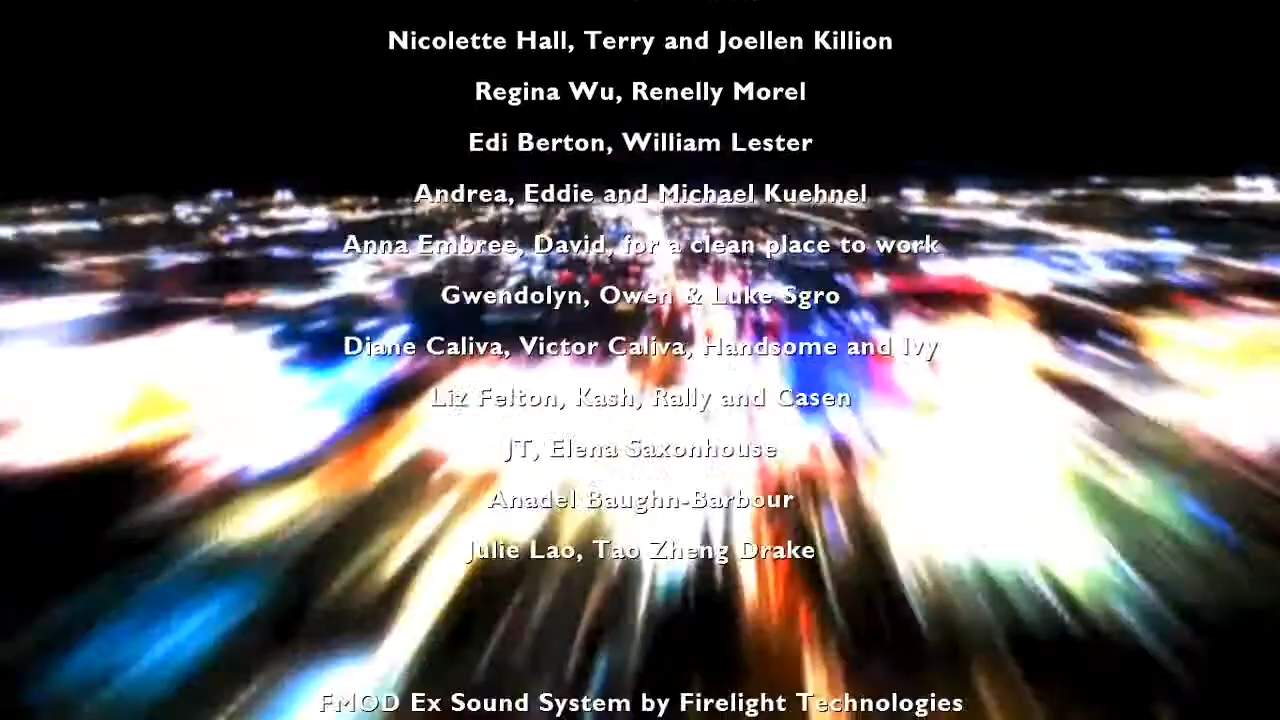 Nicolette Hall, Terry and Joellen Killion
Regina Wu, Renelly Morel
Edi Berton, William Lester
Andrea, Eddie and Michael Kuehnel
Anna Embree, David, for a clean place to work
Gwendolyn, Owen & Luke Sgro
Diane Caliva, Victor Caliva, Handsome and Ivy
Liz Felton, Kash, Rally and Casen
JT, Elena Saxonhouse
Anadel Baughn-Barbour
Julie Lao, Tao Zheng Drake
FMOD Ex Sound System by Firelight Technologies